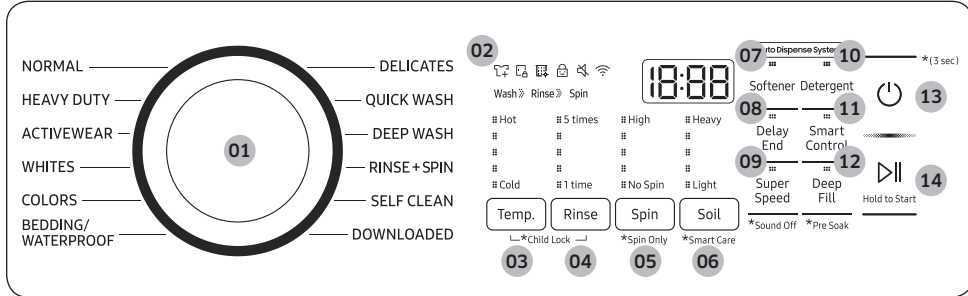 NORMAL
HEAVY DUTY
ACTIVEWEAR
WHITES
COLORS
BEDDING/
WATERPROOF
01
DELICATES
QUICK WASH
DEEP WASH
RINSE+SPIN
SELF CLEAN
DOWNLOADED
02
Wash Rinse Spin
18:88
Hot 5 times High Heavy
Cold 1 time No Spin Light
Temp. Rinse Spin Soil
*Child Lock *Spin Only *Smart Care
03 04 05 06
07 Auto Dispense System 10
Softener Detergent
08 11
Delay
End
Smart
Control
09 12
Super
Speed
Deep
Fill
*Sound Off *Pre Soak
*(3 sec)
13
14
Hold to Start